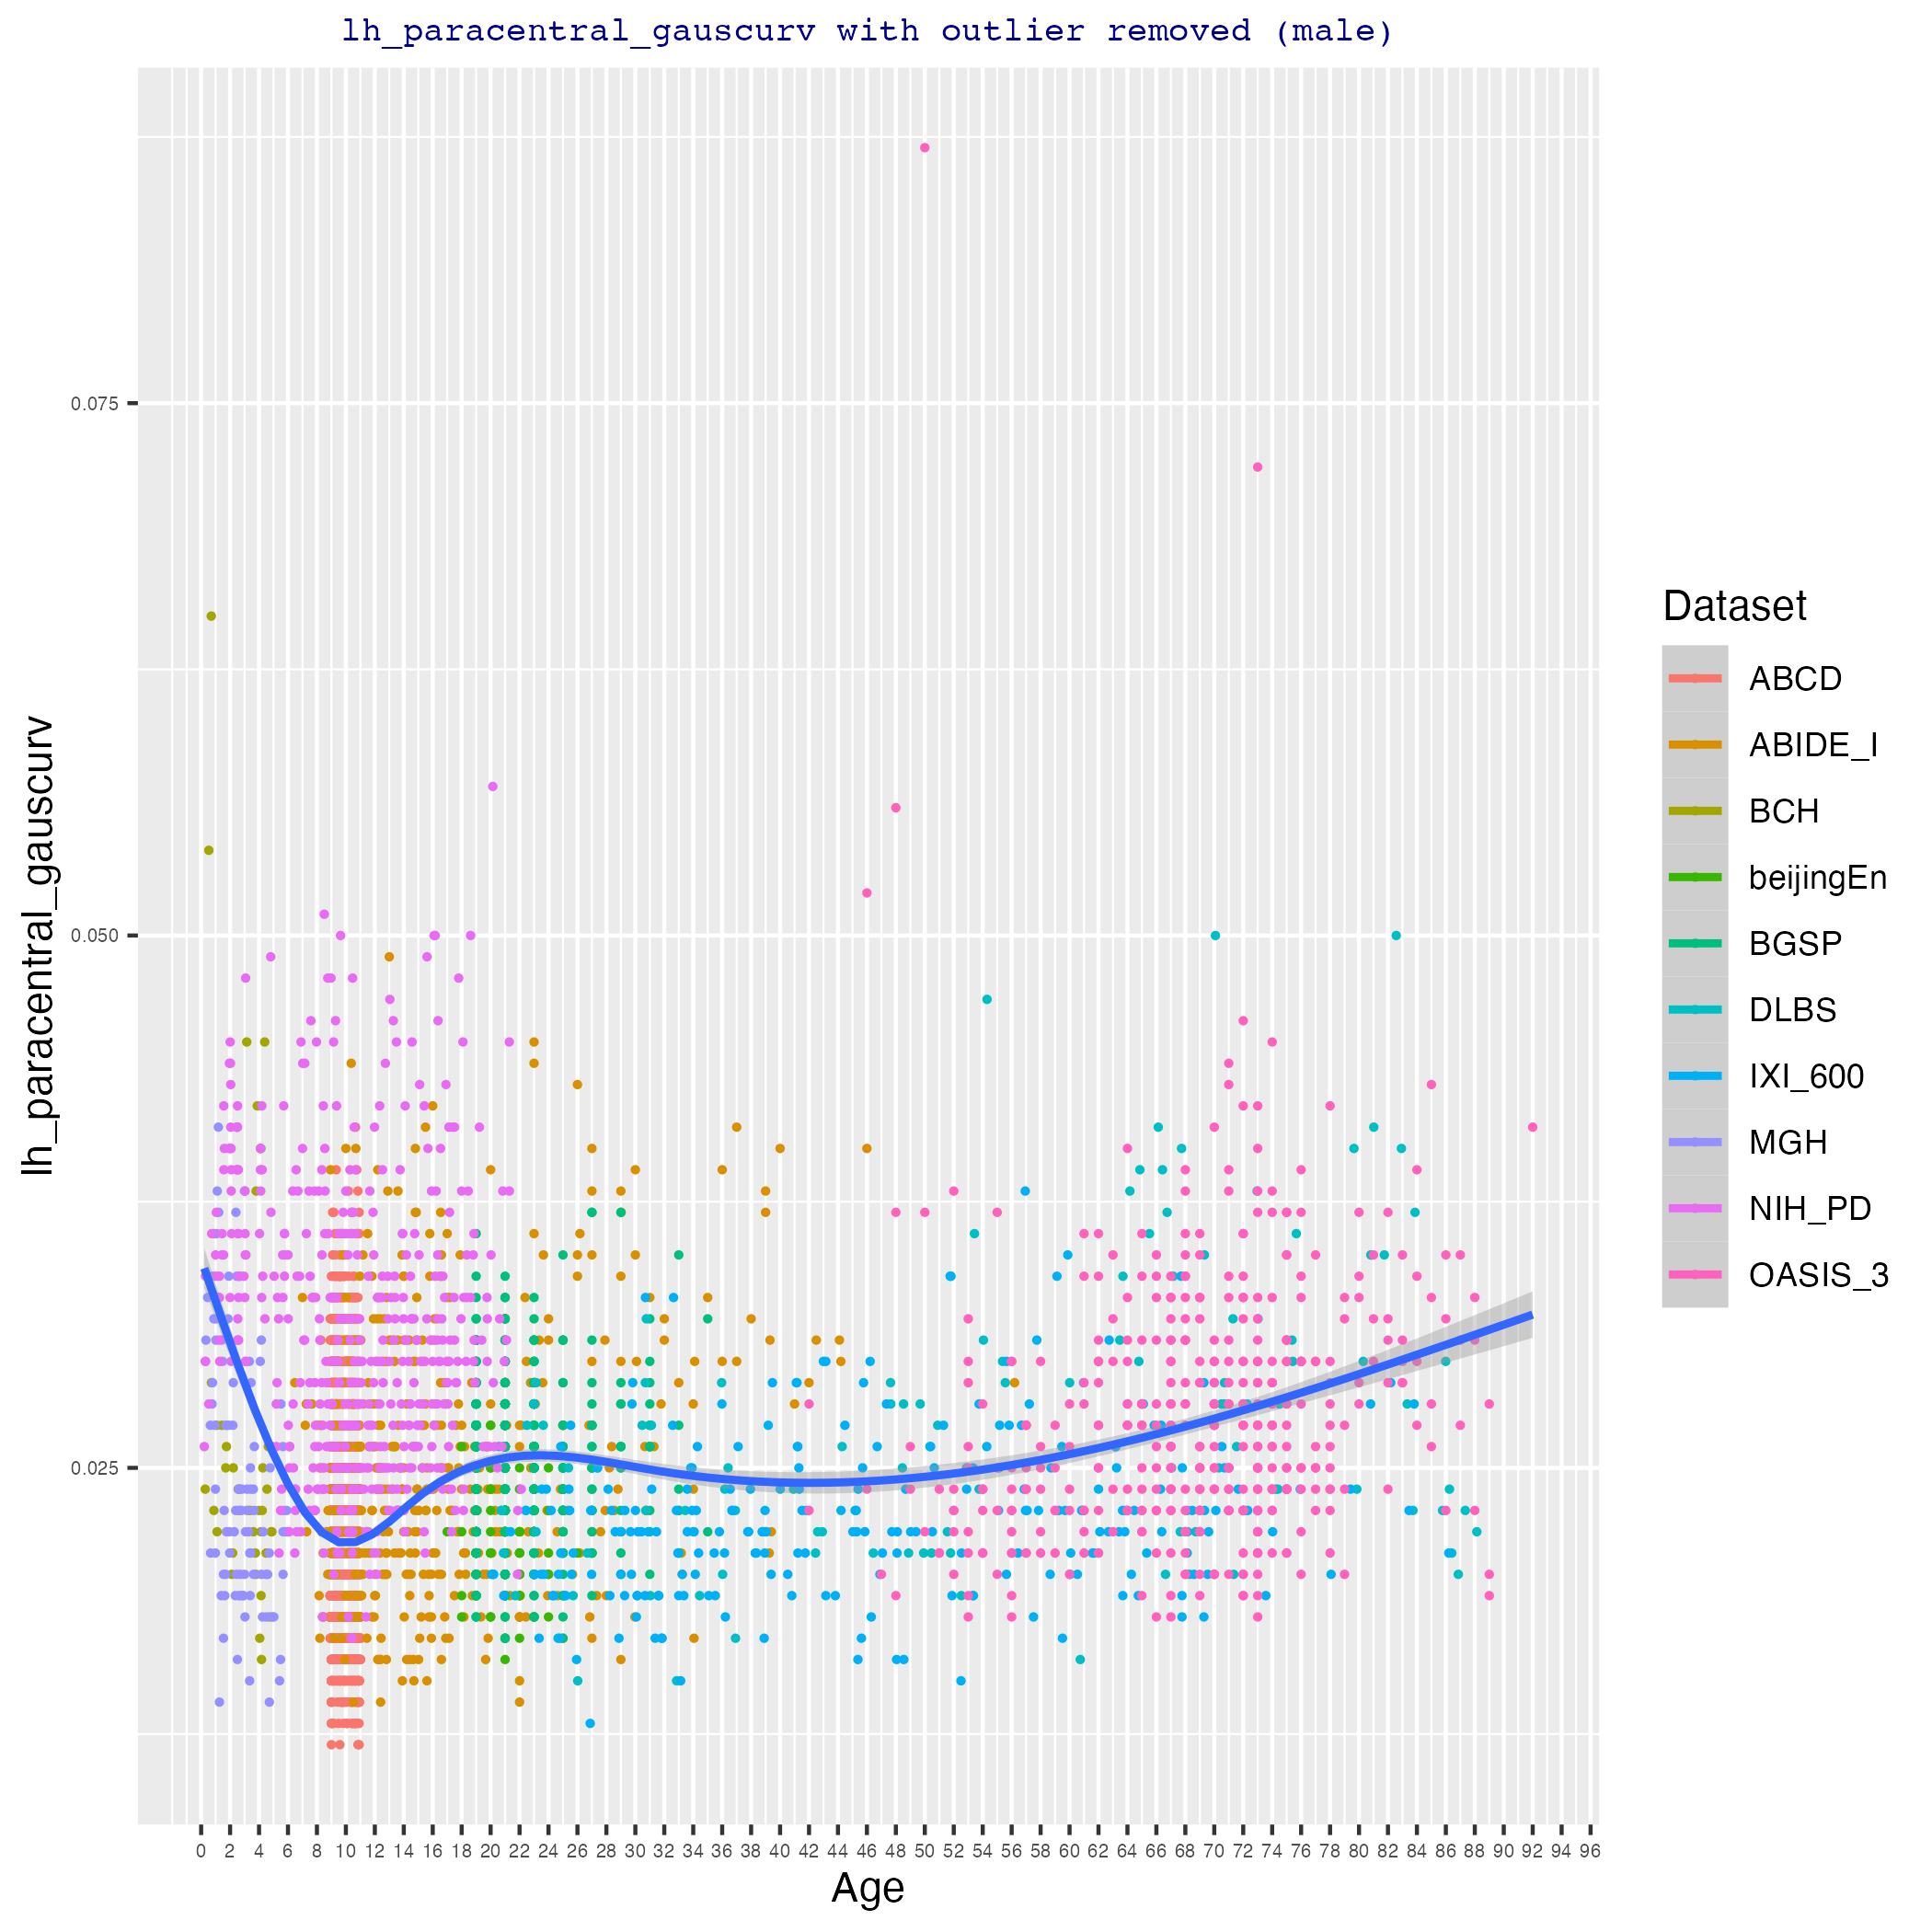 lh_paracentral_gauscurv with outlier removed (male)
lh_paracentral_gauscurv
0.075
0.050
0.025
0 2 4 6 8 10 12 14 16 18 20 22 24 26 28 30 32 34 36 38 40 42 44 46 48 50 52 54 56 58 60 62 64 66 68 70 72 74 76 78 80 82 84 86 88 90 92 94 96
Age
Dataset
ABCD
ABIDE_I
BCH
beijingEn
BGSP
DLBS
IXI_600
MGH
NIH_PD
OASIS_3